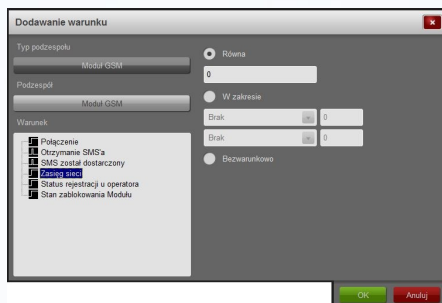 Dodawanie warunku
Typ podzespołu
Moduł GSM
Podzespół
Moduł GSM
Warunek
Połączenie
Otrzymanie SMS'a
SMS został dostarczony
Zasięg sieci
Status rejestracji u operatora
Stan zablokowania Modułu
Równa
0
W zakresie
Brak 0
Brak 0
Bezwarunkowo
OK Anuluj